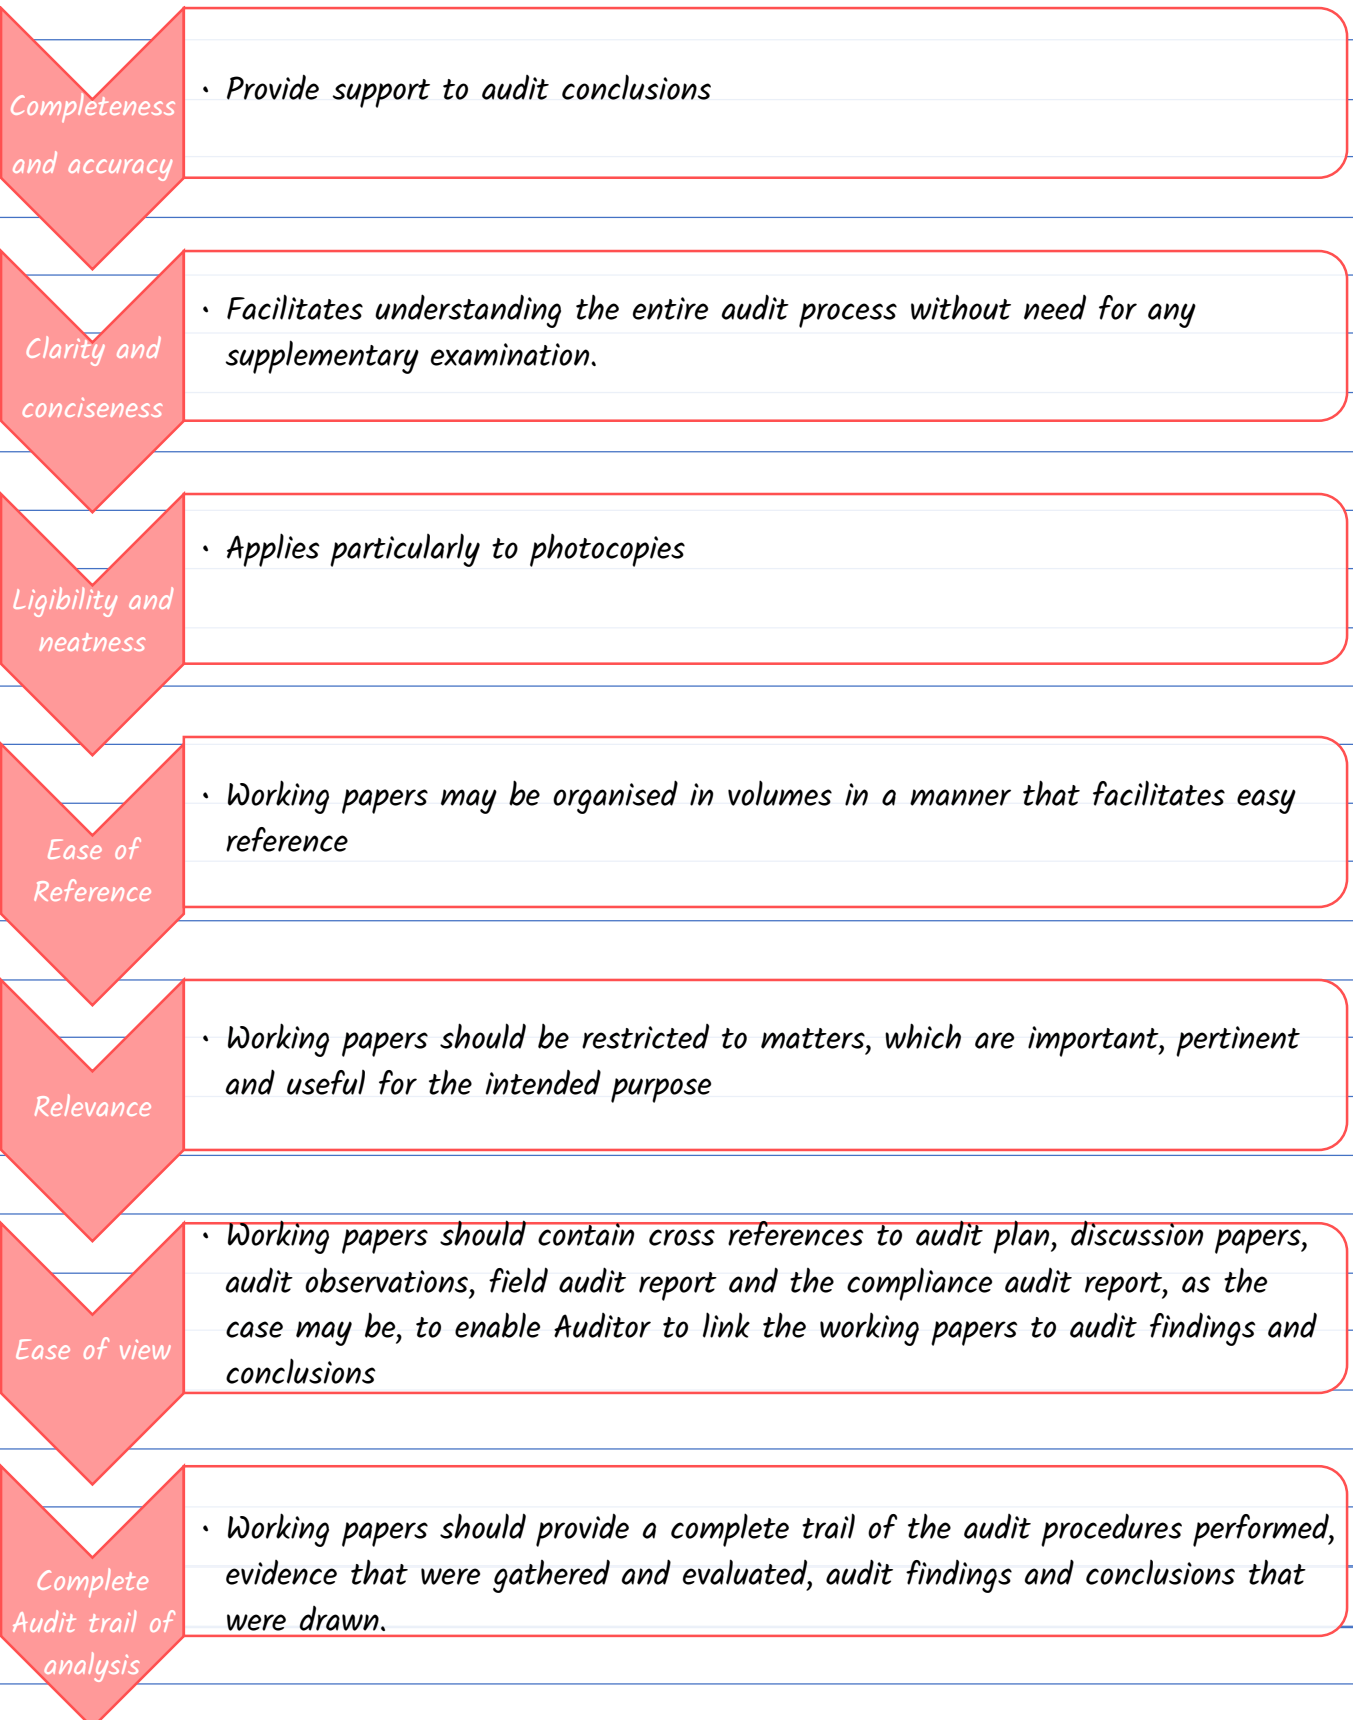 Completeness
and accuracy
• Provide support to audit conclusions
Clarity and
conciseness
• Facilitates understanding the entire audit process without need for any
supplementary examination.
Ligibility and
neatness
• Applies particularly to photocopies
Ease of
Reference
• Working papers may be organised in volumes in a manner that facilitates easy
reference
Relevance
• Working papers should be restricted to matters, which are important, pertinent
and useful for the intended purpose
Ease of view
• Working papers should contain cross references to audit plan, discussion papers,
audit observations, field audit report and the compliance audit report, as the
case may be, to enable Auditor to link the working papers to audit findings and
conclusions
Complete
Audit trail of
analysis
• Working papers should provide a complete trail of the audit procedures performed,
evidence that were gathered and evaluated, audit findings and conclusions that
were drawn.